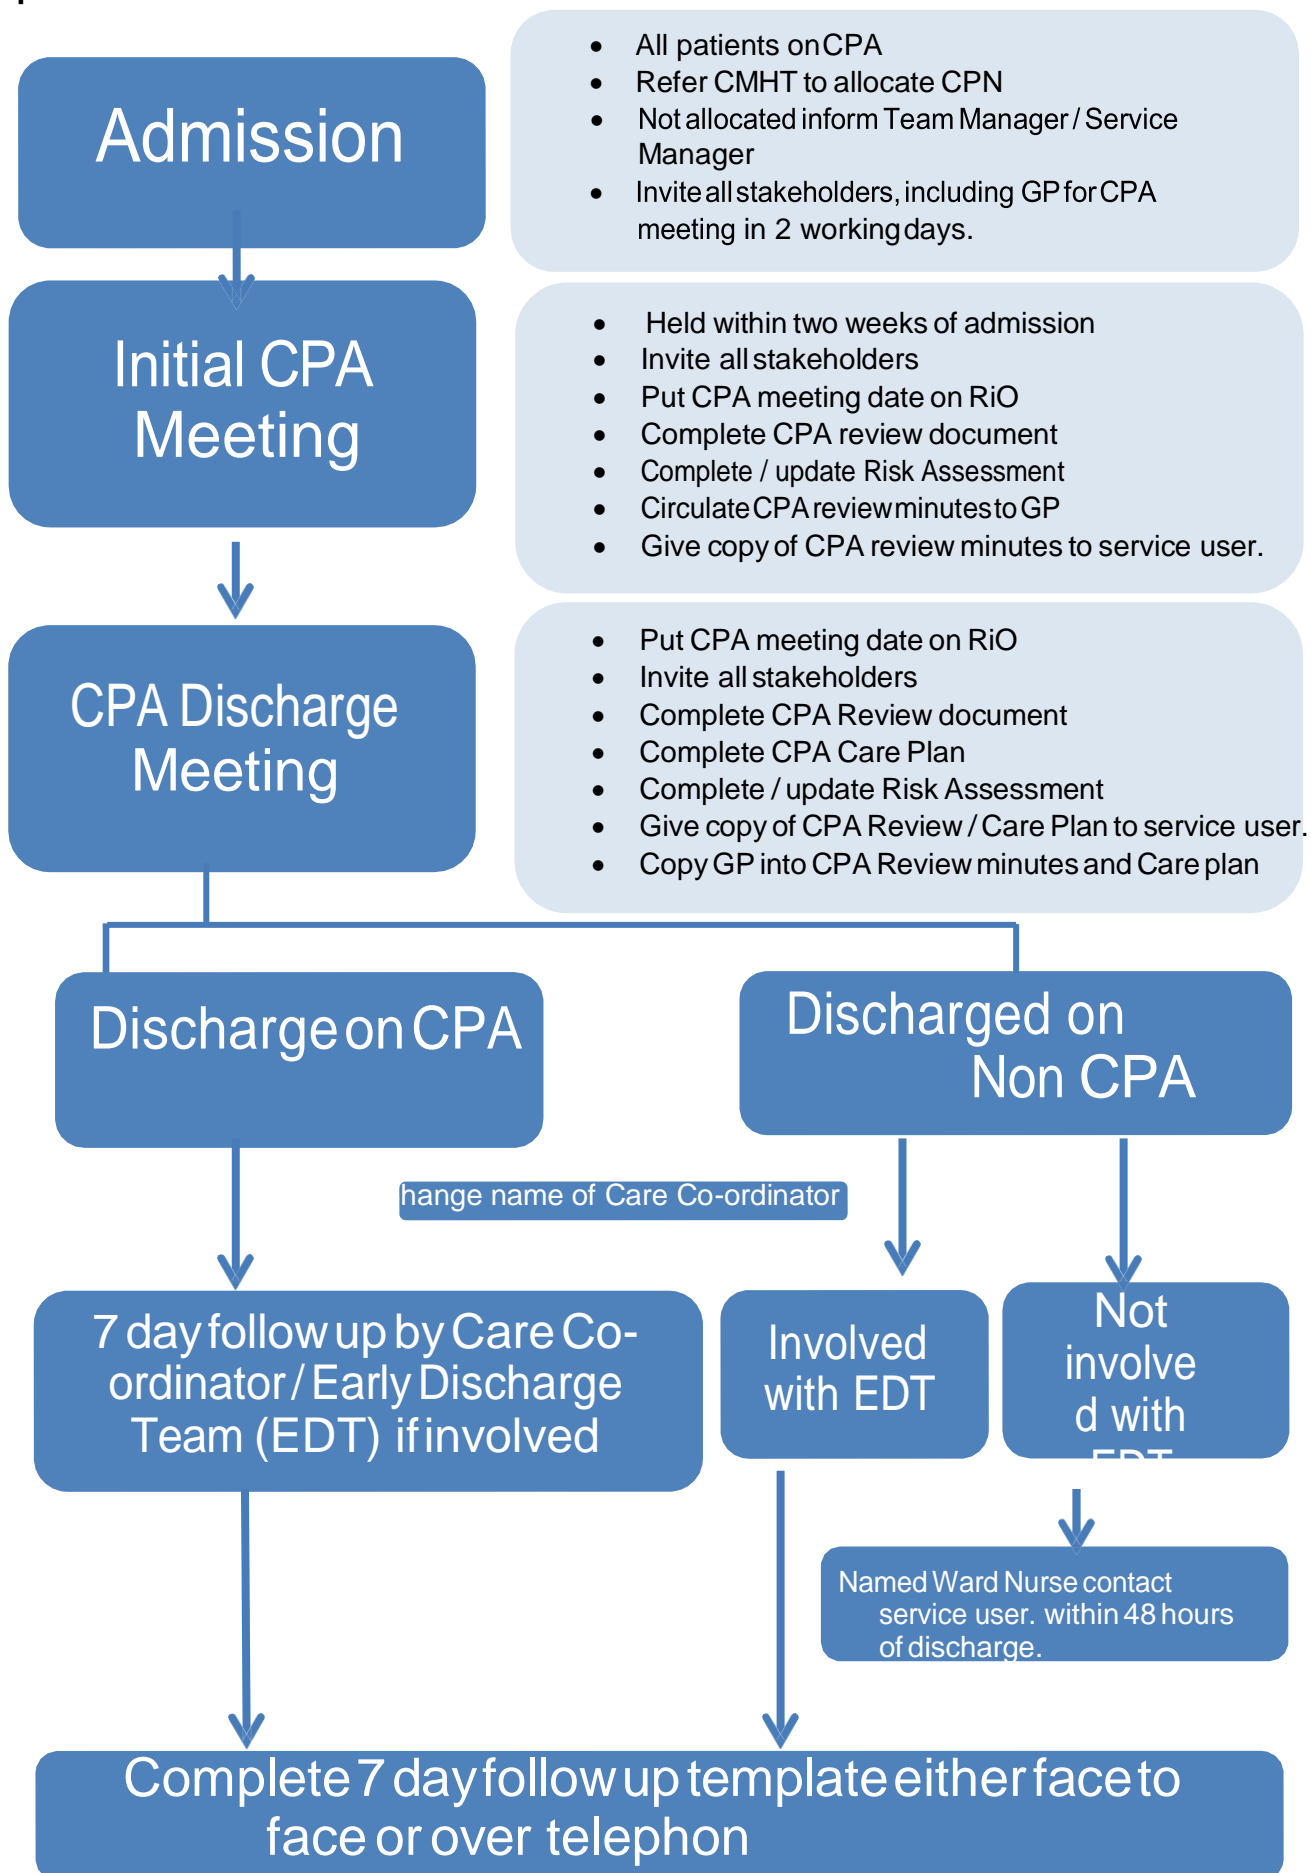 Admission
• All patients on CPA
• Refer CMHT to allocate CPN
• Not allocated inform Team Manager / Service
Manager
• Invite all stakeholders, including GP for CPA
meeting in 2 working days.
Initial CPA
Meeting
• Held within two weeks of admission
• Invite all stakeholders
• Put CPA meeting date on RiO
• Complete CPA review document
• Complete / update Risk Assessment
• Circulate CPA review minutes to GP
• Give copy of CPA review minutes to service user.
CPA Discharge
Meeting
• Put CPA meeting date on RiO
• Invite all stakeholders
• Complete CPA Review document
• Complete CPA Care Plan
• Complete / update Risk Assessment
• Give copy of CPA Review / Care Plan to service user.
• Copy GP into CPA Review minutes and Care plan
Discharge on CPA
Discharged on
Non CPA
hange name of Care Co-ordinator
7 day follow up by Care Co-
ordinator / Early Discharge
Team (EDT) if involved
Involved
with EDT
Not
involve
d with
EDT
Named Ward Nurse contact
service user. within 48 hours
of discharge.
Complete 7 day follow up template either face to
face or over telephon